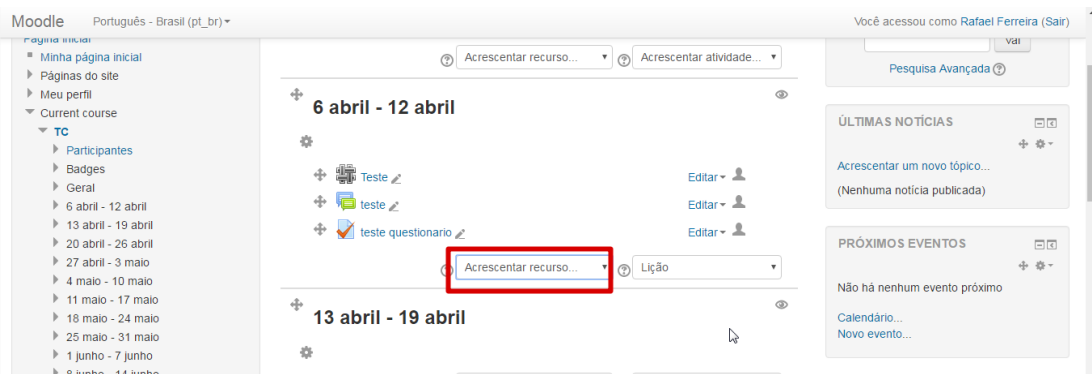 Moodle
Português - Brasil (pt_br)
Você acessou como Rafael Ferreira (Sair)
Página inicial
Minha página inicial
Páginas do site
Meu perfil
Current course
TC
Participantes
Badges
Geral
6 abril - 12 abril
13 abril - 19 abril
20 abril - 26 abril
27 abril - 3 maio
4 maio - 10 maio
11 maio - 17 maio
18 maio - 24 maio
25 maio - 31 maio
1 junho - 7 junho
8 junho - 14 junho
Acrescentar recurso...
Acrescentar atividade...
6 abril - 12 abril
Teste
Editar
teste
Editar
teste questionario
Editar
Acrescentar recurso...
Lição
13 abril - 19 abril
Vai
Pesquisa Avançada
ÚLTIMAS NOTÍCIAS
Acrescentar um novo tópico...
(Nenhuma notícia publicada)
PRÓXIMOS EVENTOS
Não há nenhum evento próximo
Calendário...
Novo evento...